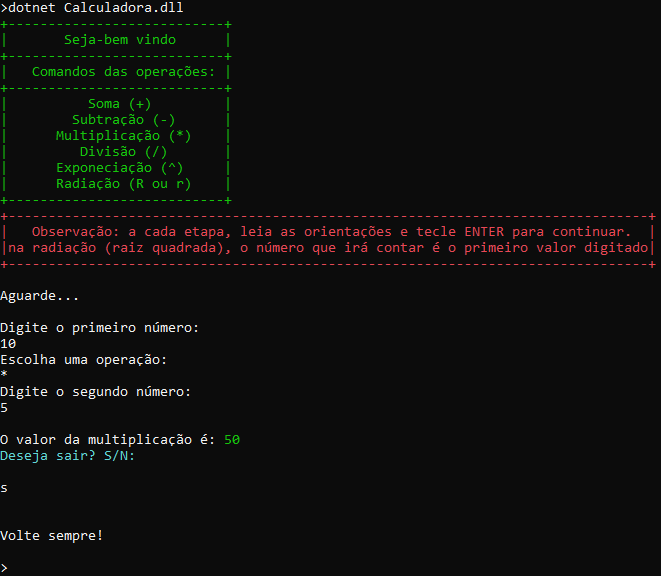 >dotnet Calculadora.dll
+---------------------------+
|       Seja-bem vindo      |
+---------------------------+
|   Comandos das operações: |
+---------------------------+
|          Soma (+)         |
|        Subtração (-)      |
|      Multiplicação (*)    |
|         Divisão (/)       |
|      Exponeciação (^)     |
|      Radiação (R ou r)    |
+---------------------------+
+--------------------------------------------------------------------------------+
|   Observação: a cada etapa, leia as orientações e tecle ENTER para continuar.  |
|na radiação (raiz quadrada), o número que irá contar é o primeiro valor digitado|
+--------------------------------------------------------------------------------+
Aguarde...
Digite o primeiro número:
10
Escolha uma operação:
*
Digite o segundo número:
5
O valor da multiplicação é: 50
Deseja sair? S/N:
s
Volte sempre!
>